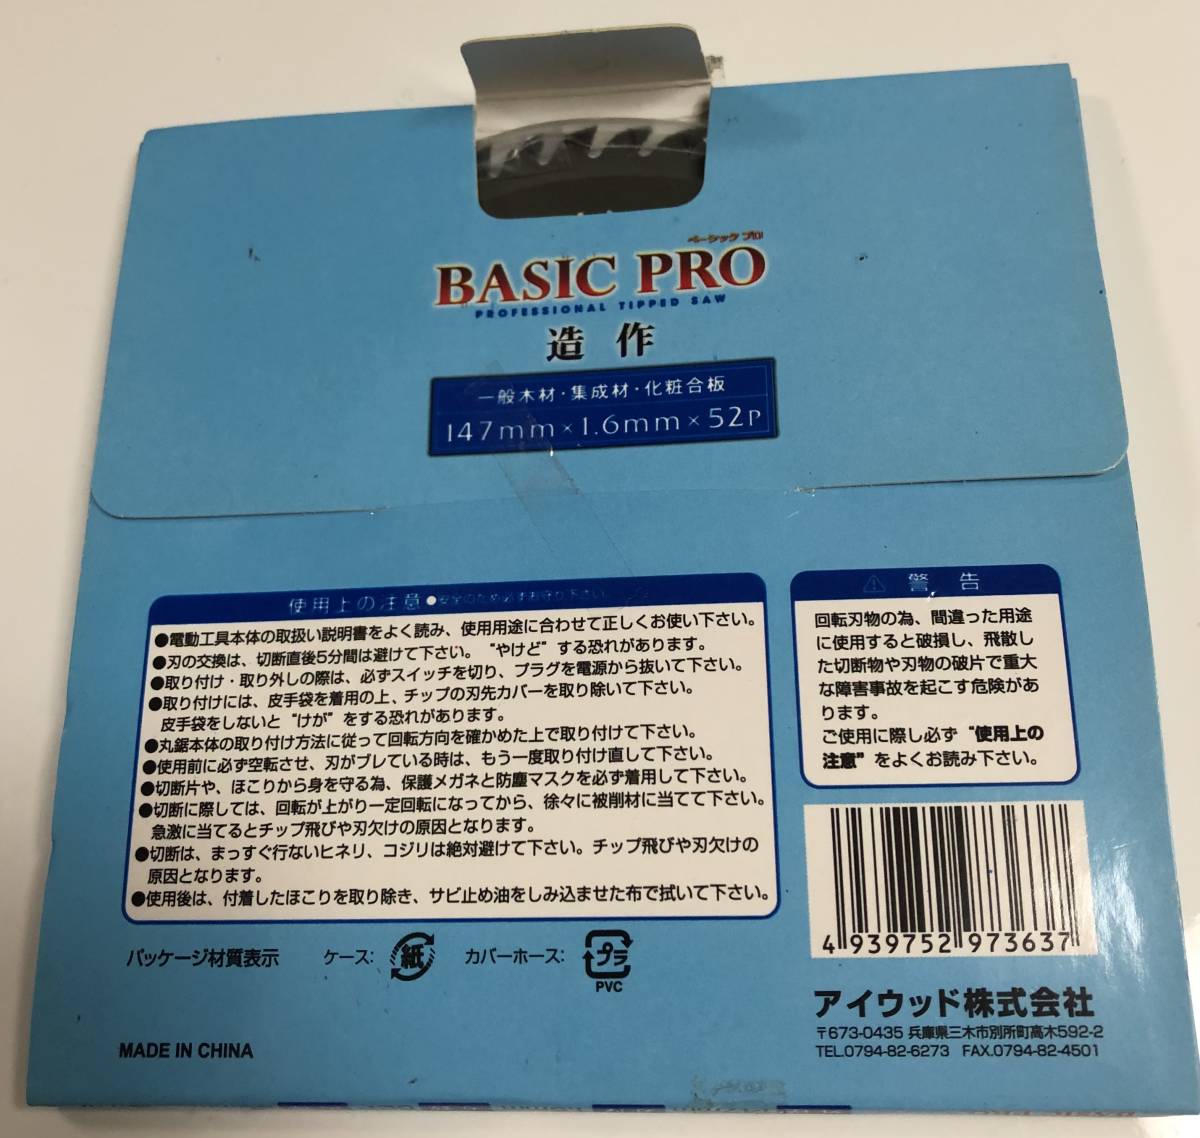 ベーシック プロ
BASIC PRO
PROFESSIONAL TIPPED SAW
造作
一般木材・集成材・化粧合板
147mm×1.6mm×52P
使用上の注意 ●安全のため必ずお守り下さい。
●電動工具本体の取扱い説明書をよく読み、使用用途に合わせて正しくお使い下さい。
●刃の交換は、切断直後5分間は避けて下さい。 “やけど”する恐れがあります。
●取り付け・取り外しの際は、必ずスイッチを切り、プラグを電源から抜いて下さい。
●取り付けには、皮手袋を着用の上、チップの刃先カバーを取り除いて下さい。
皮手袋をしないと“けが”をする恐れがあります。
●丸鋸本体の取り付け方法に従って回転方向を確かめた上で取り付けて下さい。
●使用前に必ず空転させ、刃がブレている時は、もう一度取り付け直して下さい。
●切断片や、ほこりから身を守る為、保護メガネと防塵マスクを必ず着用して下さい。
●切断に際しては、回転が上がり一定回転になってから、徐々に被削材に当てて下さい。
急激に当てるとチップ飛びや刃欠けの原因となります。
●切断は、まっすぐ行ないヒネリ、コジリは絶対避けて下さい。チップ飛びや刃欠けの
原因となります。
●使用後は、付着したほこりを取り除き、サビ止め油をしみ込ませた布で拭いて下さい。
⚠ 警告
回転刃物の為、間違った用途
に使用すると破損し、飛散し
た切断物や刃物の破片で重大
な障害事故を起こす危険があ
ります。
ご使用に際し必ず“使用上の
注意”をよくお読み下さい。
4 939752 973637
パッケージ材質表示 ケース: 紙 カバーホース: プラ
PVC
アイウッド株式会社
〒673-0435 兵庫県三木市別所町高木592-2
TEL.0794-82-6273 FAX.0794-82-4501
MADE IN CHINA